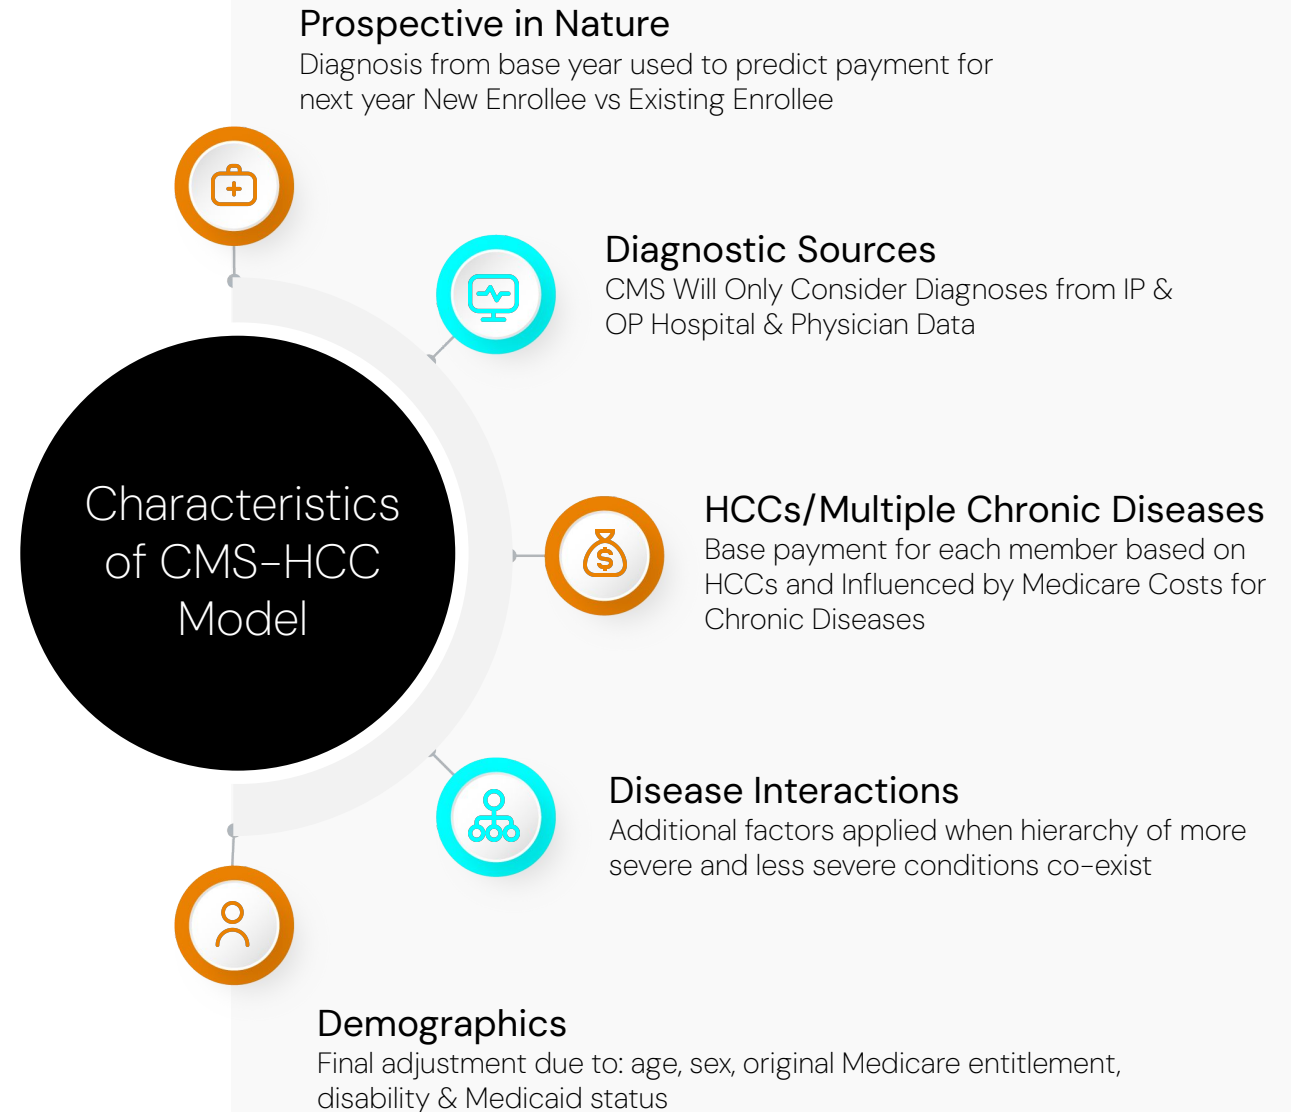 Prospective in Nature
Diagnosis from base year used to predict payment for
next year New Enrollee vs Existing Enrollee
Diagnostic Sources
CMS Will Only Consider Diagnoses from IP &
OP Hospital & Physician Data
Characteristics
of CMS-HCC
Model
HCCs/Multiple Chronic Diseases
Base payment for each member based on
HCCs and Influenced by Medicare Costs for
Chronic Diseases
Disease Interactions
Additional factors applied when hierarchy of more
severe and less severe conditions co-exist
Demographics
Final adjustment due to: age, sex, original Medicare entitlement,
disability & Medicaid status